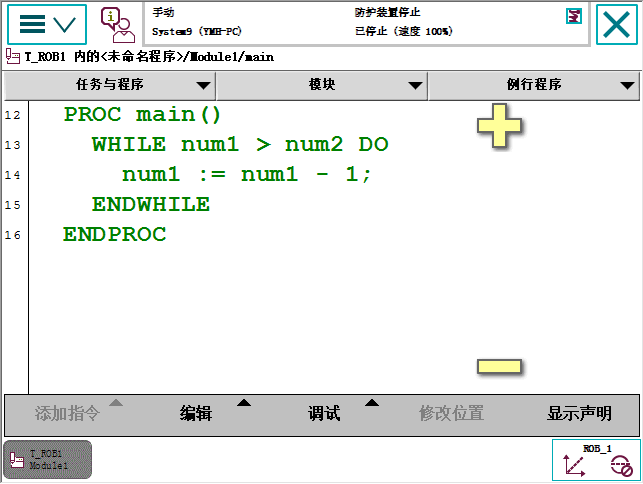 手动
防护装置停止
System9 (YMH-PC)
已停止 (速度 100%)
T_ROB1 内的<未命名程序>/Module1/main
任务与程序
模块
例行程序
12 PROC main()
13 WHILE num1 > num2 DO
14 num1 := num1 - 1;
15 ENDWHILE
16 ENDPROC
添加指令
编辑
调试
修改位置
显示声明
T_ROB1
Module1
ROB_1